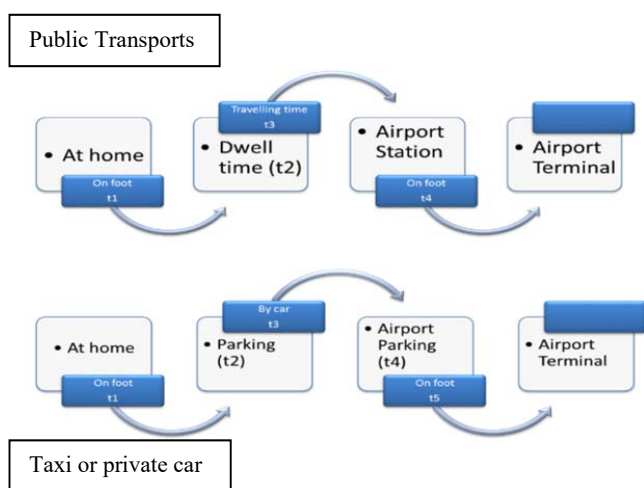 Public Transports
Travelling time
t3
• At home
• Dwell
time (t2)
• Airport
Station
• Airport
Terminal
On foot
t1
On foot
t4
By car
t3
• At home
• Parking
(t2)
• Airport
Parking
(t4)
• Airport
Terminal
On foot
t1
On foot
t5
Taxi or private car